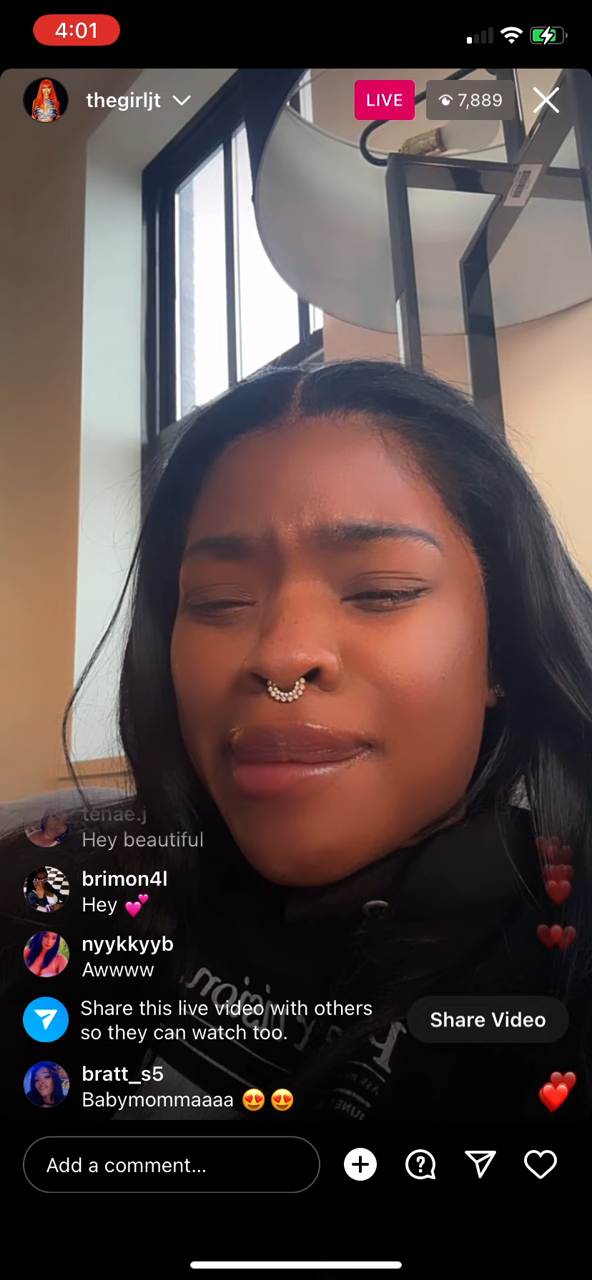 4:01
thegirljt
LIVE
7,889
tenae.j
Hey beautiful
brimon4l
Hey 💕
nyykkyyb
Awwww
Share this live video with others
so they can watch too.
Share Video
bratt_s5
Babymommaaaa 😍😍
Add a comment...